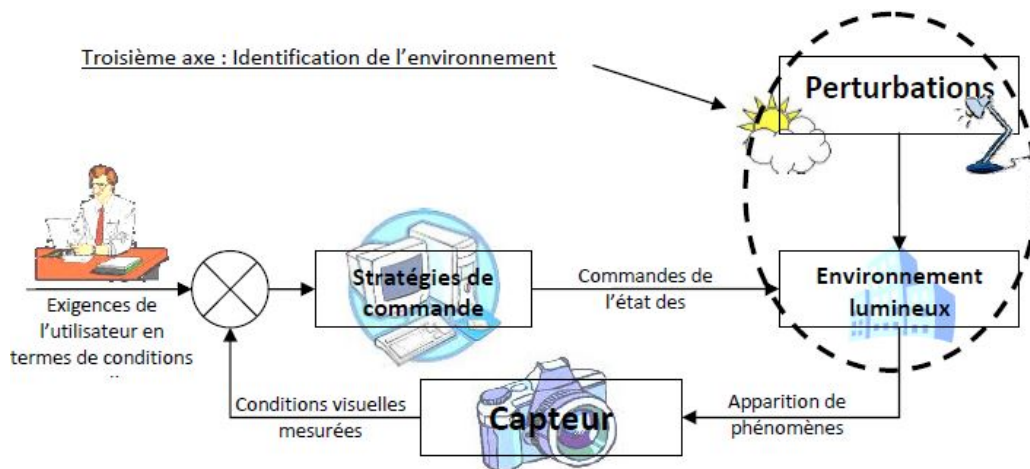 Troisième axe : Identification de l'environnement
Perturbations
Stratégies de
commande
Commandes de
l'état des
Environnement
lumineux
Exigences de
l'utilisateur en
termes de conditions
Conditions visuelles
mesurées
Capteur
Apparition de
phénomènes